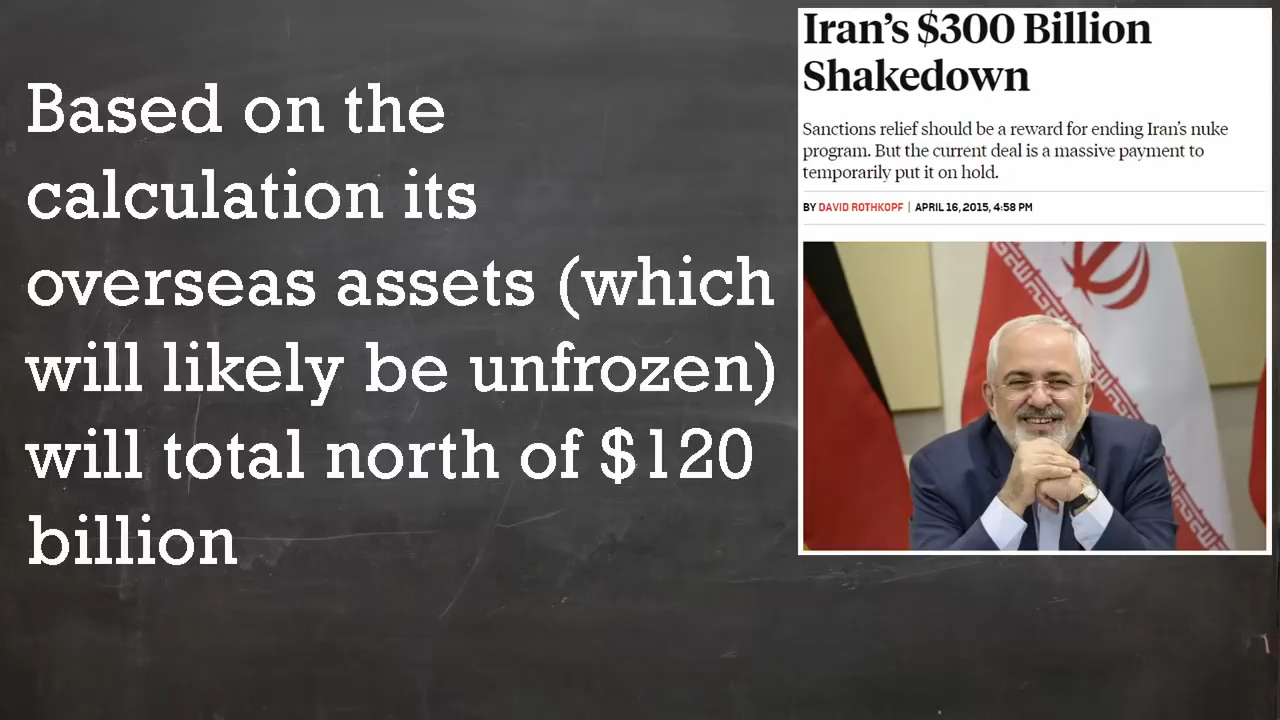 Based on the
calculation its
overseas assets (which
will likely be unfrozen)
will total north of $120
billion
Iran's $300 Billion
Shakedown
Sanctions relief should be a reward for ending Iran's nuke
program. But the current deal is a massive payment to
temporarily put it on hold.
BY DAVID ROTHKOPF | APRIL 16, 2015, 4:58 PM